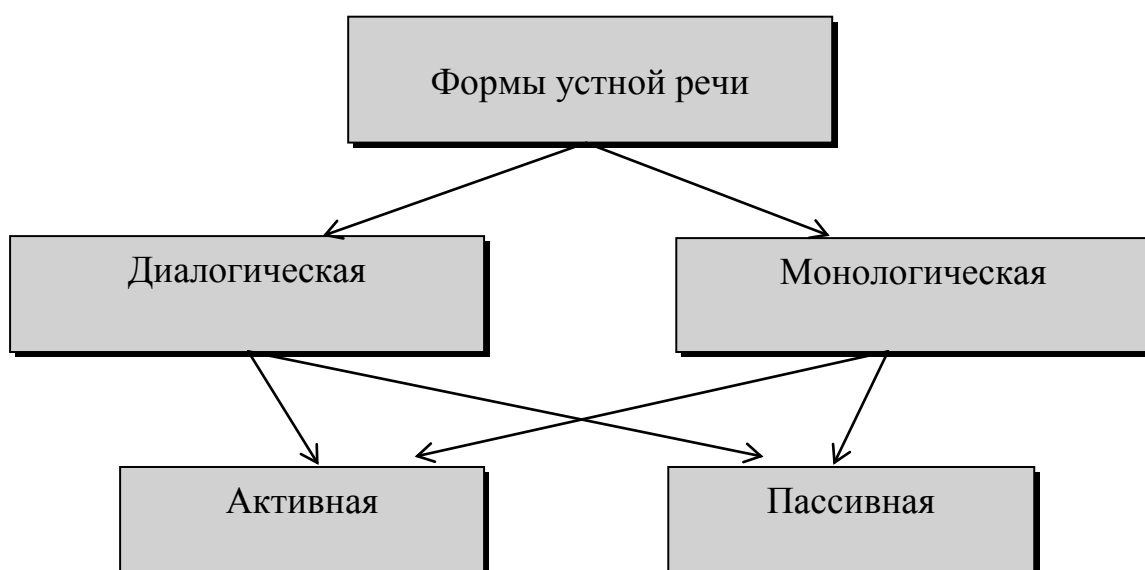 Формы устной речи
Диалогическая
Монологическая
Активная
Пассивная